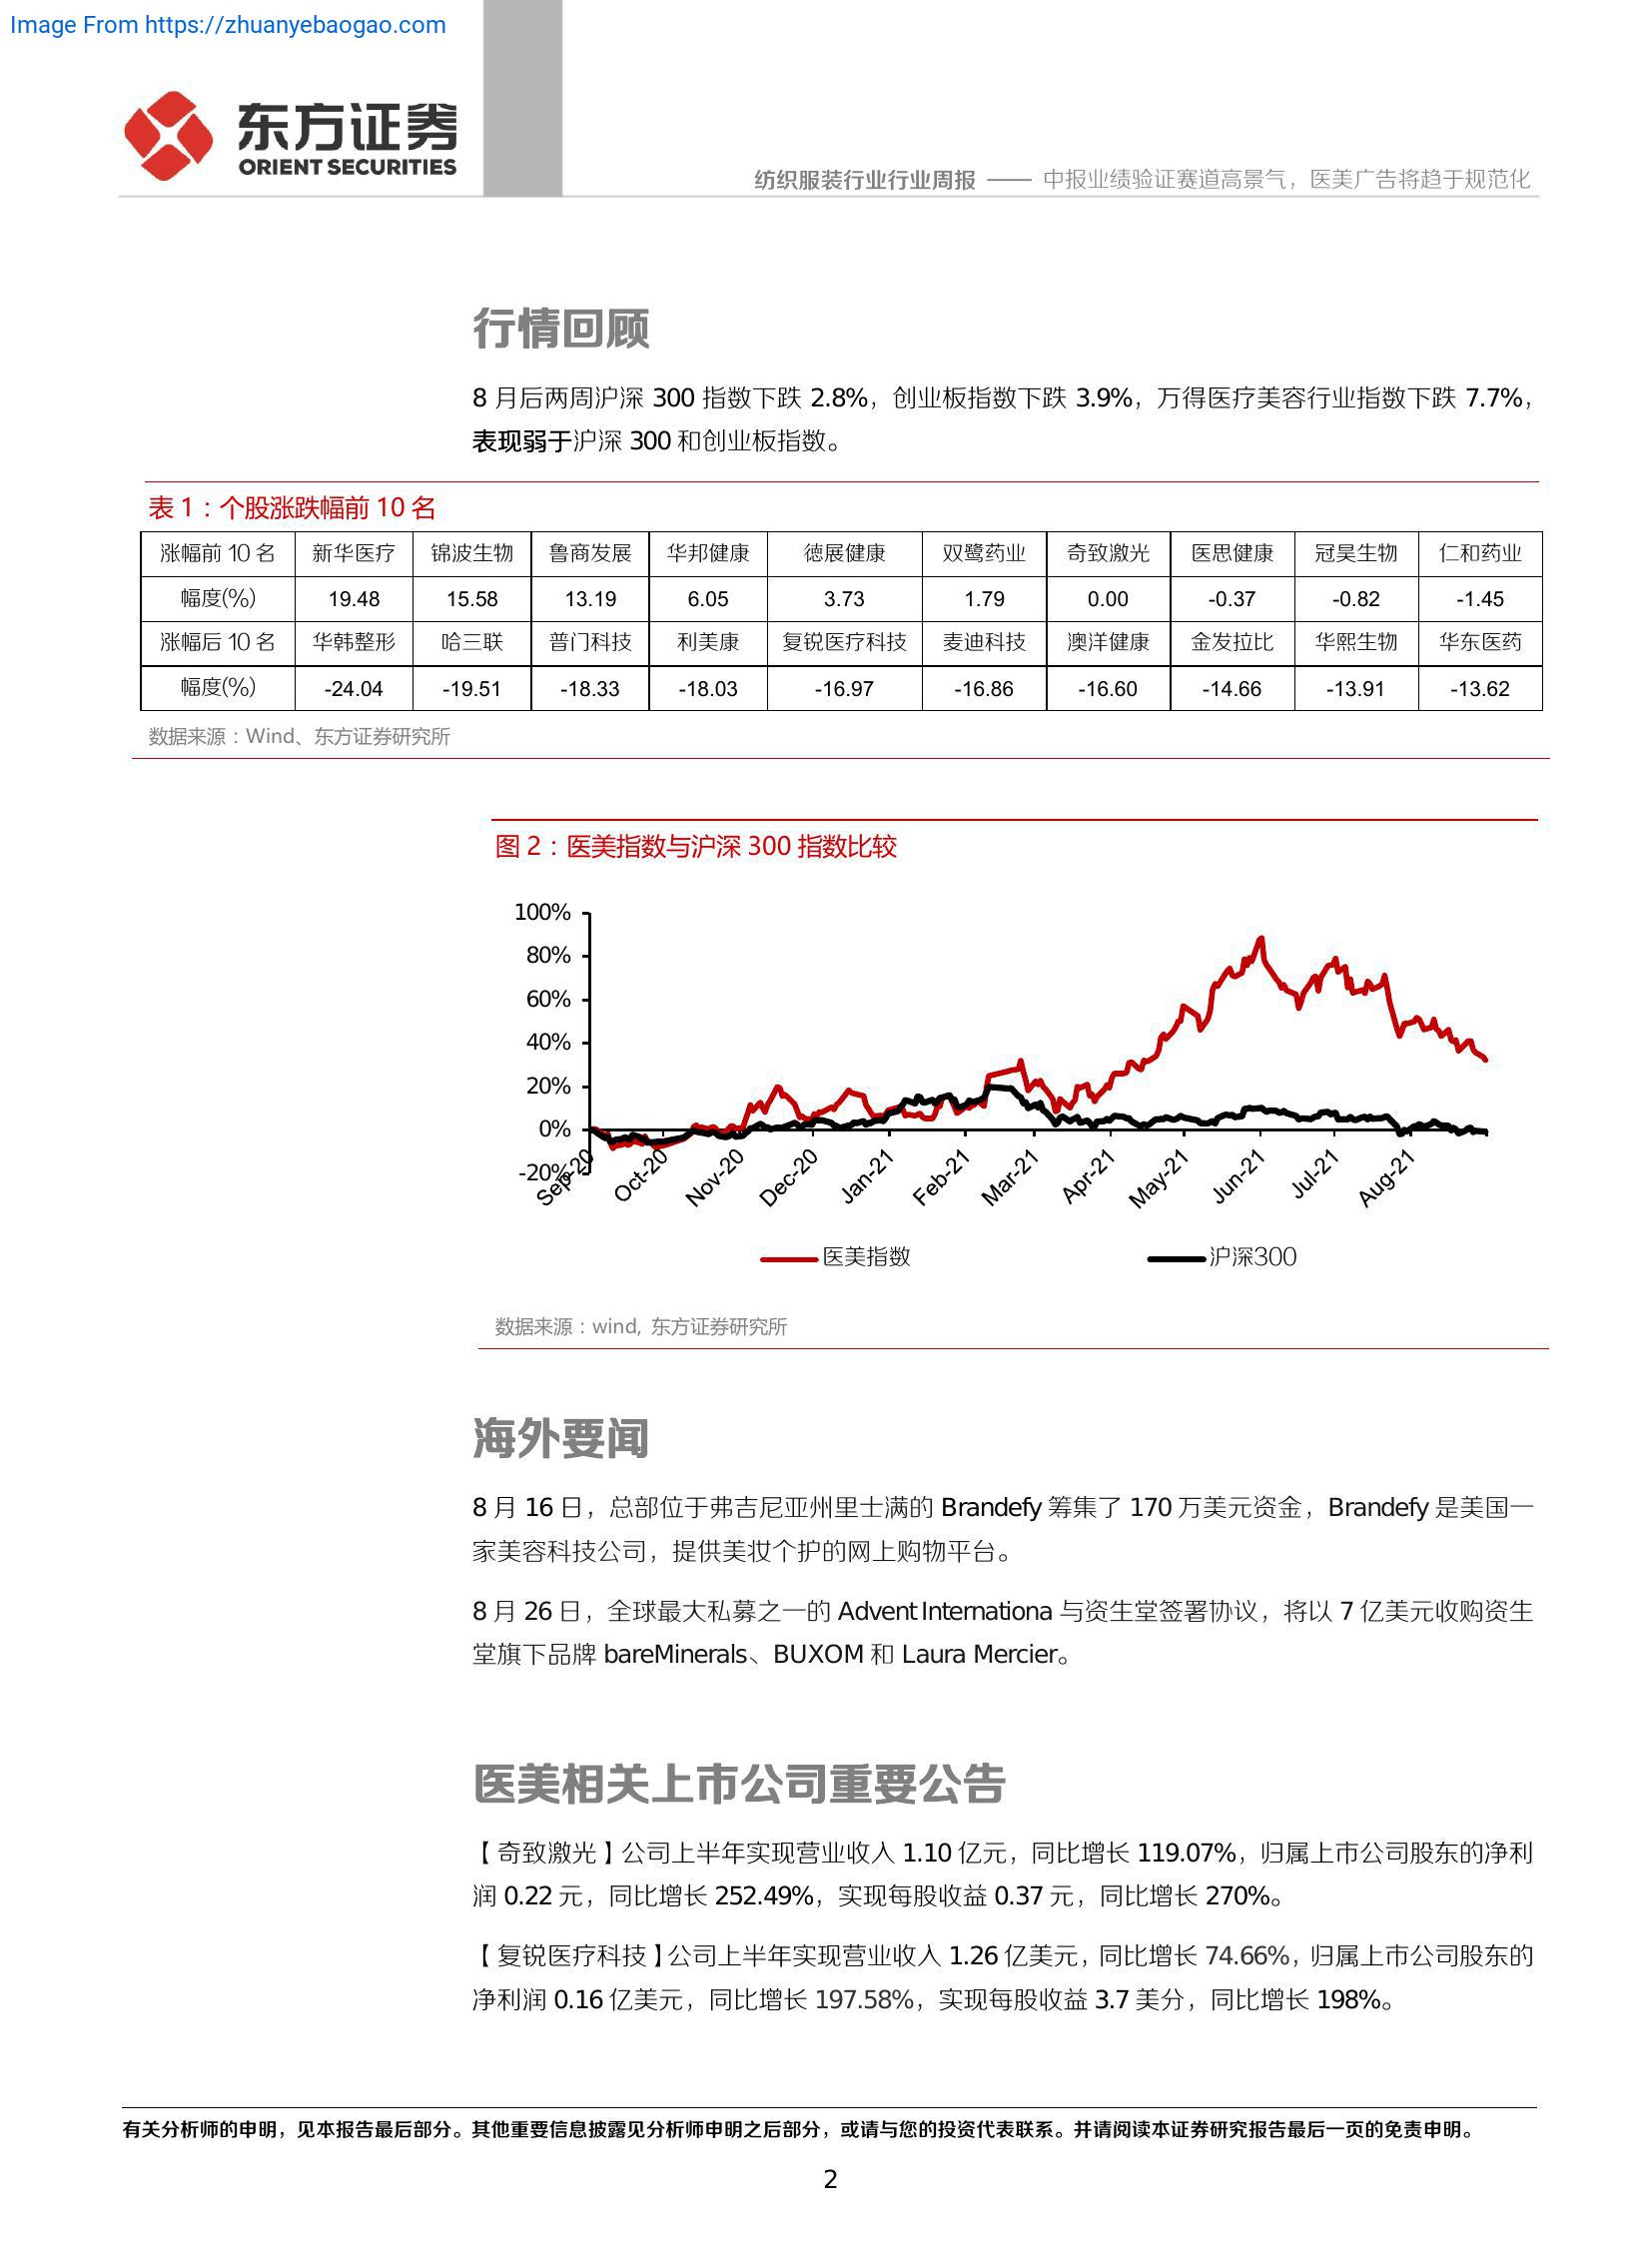 Image From https://zhuanyebaogao.com
东方证券
ORIENT SECURITIES
纺织服装行业行业周报 —— 中报业绩验证赛道高景气，医美广告将趋于规范化
行情回顾
8 月后两周沪深 300 指数下跌 2.8%，创业板指数下跌 3.9%，万得医疗美容行业指数下跌 7.7%，
表现弱于沪深 300 和创业板指数。
表 1：个股涨跌幅前 10 名
涨幅前 10 名 新华医疗 锦波生物 鲁商发展 华邦健康 德展健康 双鹭药业 奇致激光 医思健康 冠昊生物 仁和药业
幅度(%) 19.48 15.58 13.19 6.05 3.73 1.79 0.00 -0.37 -0.82 -1.45
涨幅后 10 名 华韩整形 哈三联 普门科技 利美康 复锐医疗科技 麦迪科技 澳洋健康 金发拉比 华熙生物 华东医药
幅度(%) -24.04 -19.51 -18.33 -18.03 -16.97 -16.86 -16.60 -14.66 -13.91 -13.62
数据来源：Wind、东方证券研究所
图 2：医美指数与沪深 300 指数比较
100%
80%
60%
40%
20%
0%
-20%
Sep-20 Oct-20 Nov-20 Dec-20 Jan-21 Feb-21 Mar-21 Apr-21 May-21 Jun-21 Jul-21 Aug-21
医美指数 沪深300
数据来源：wind, 东方证券研究所
海外要闻
8 月 16 日，总部位于弗吉尼亚州里士满的 Brandefy 筹集了 170 万美元资金，Brandefy 是美国一
家美容科技公司，提供美妆个护的网上购物平台。
8 月 26 日，全球最大私募之一的 Advent Internationa 与资生堂签署协议，将以 7 亿美元收购资生
堂旗下品牌 bareMinerals、BUXOM 和 Laura Mercier。
医美相关上市公司重要公告
【奇致激光】公司上半年实现营业收入 1.10 亿元，同比增长 119.07%，归属上市公司股东的净利
润 0.22 元，同比增长 252.49%，实现每股收益 0.37 元，同比增长 270%。
【复锐医疗科技】公司上半年实现营业收入 1.26 亿美元，同比增长 74.66%，归属上市公司股东的
净利润 0.16 亿美元，同比增长 197.58%，实现每股收益 3.7 美分，同比增长 198%。
有关分析师的申明，见本报告最后部分。其他重要信息披露见分析师申明之后部分，或请与您的投资代表联系。并请阅读本证券研究报告最后一页的免责申明。
2